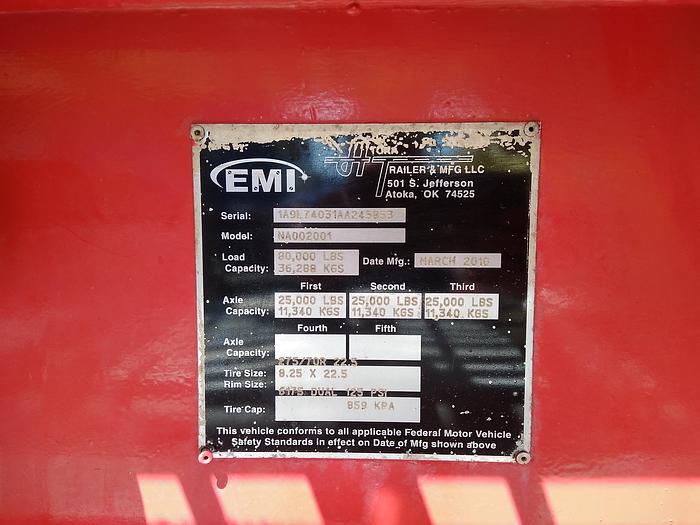 EMI
TRAILER & MFG LLC
501 S. Jefferson
Atoka, OK 74525
Serial:
Model: NA002001
Load Capacity: 80,000 LBS
36,288 KGS
Date Mfg.: MARCH 2010
First Second Third
Axle Capacity: 25,000 LBS 25,000 LBS 25,000 LBS
11,340 KGS 11,340 KGS 11,340 KGS
Fourth Fifth
Axle Capacity:
275/70R 22.5
Tire Size: 8.25 X 22.5
Rim Size:
6175 DUAL 125 PSI
Tire Cap: 859 KPA
This vehicle conforms to all applicable Federal Motor Vehicle
Safety Standards in effect on Date of Mfg shown above